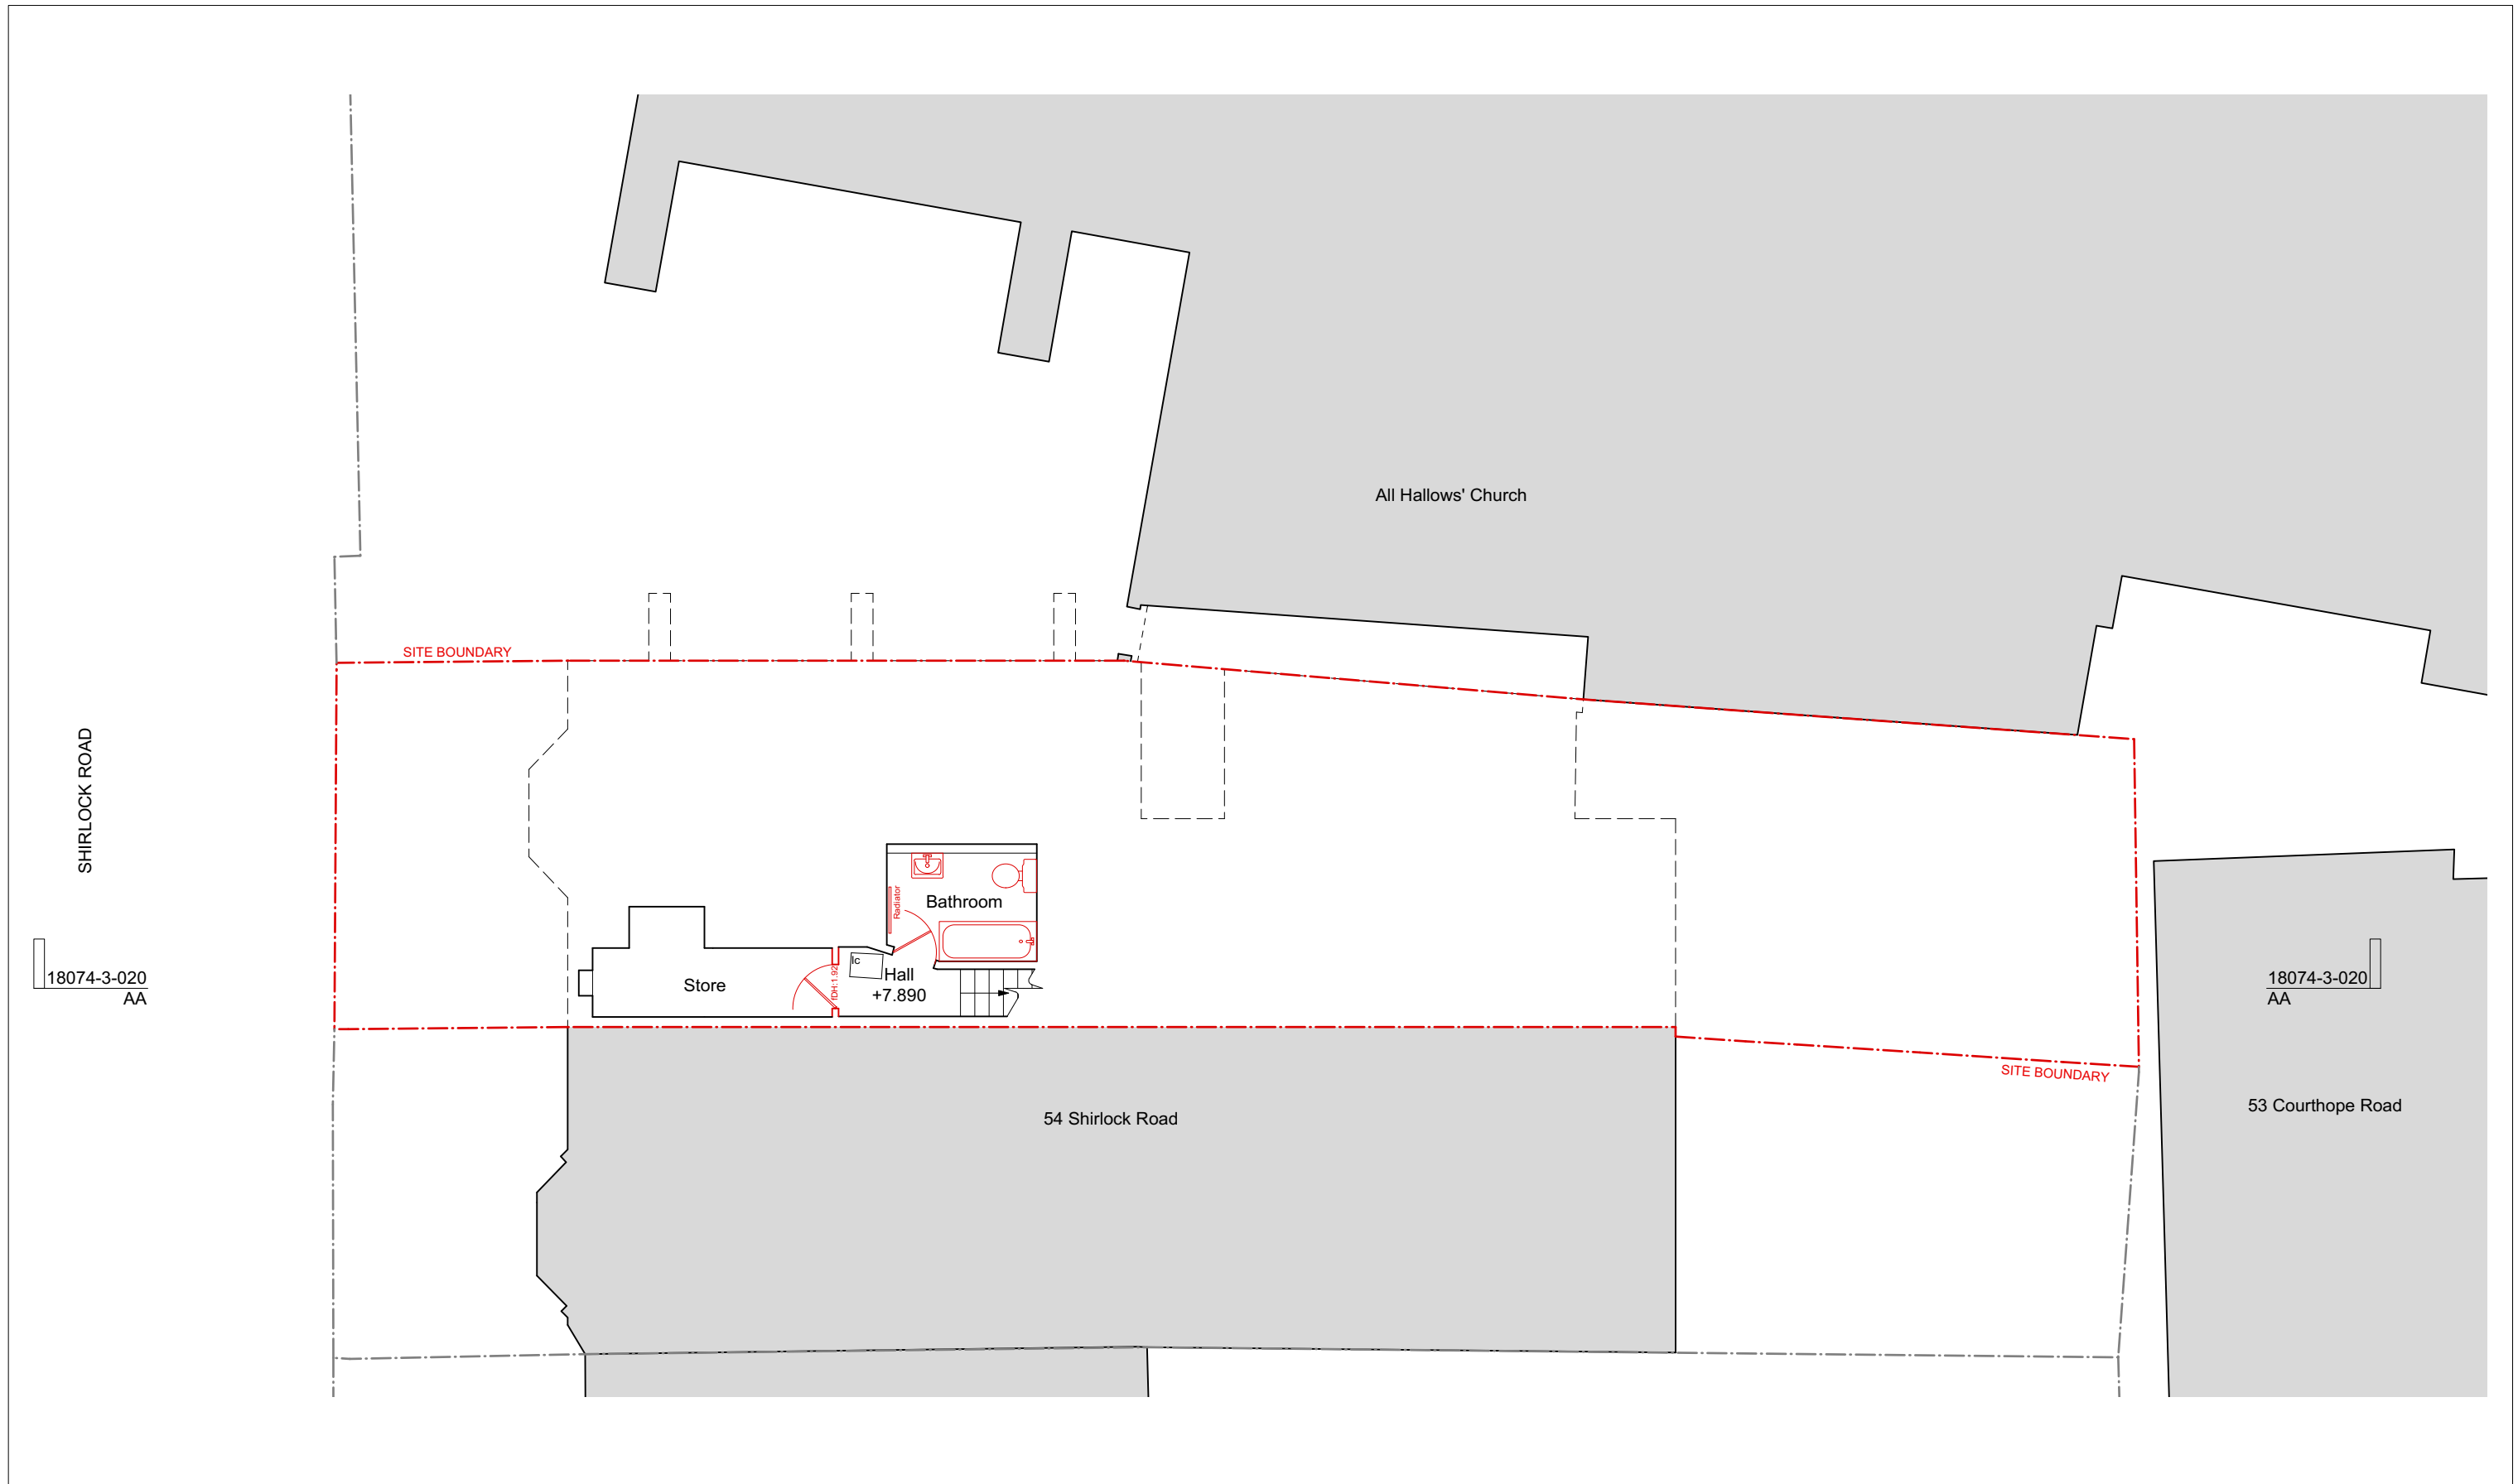 All Hallows' Church
SITE BOUNDARY
SHIRLOCK ROAD
Radiator
Bathroom
lc
Hall
+7.890
fDH:1.92
Store
18074-3-020
AA
18074-3-020
AA
SITE BOUNDARY
54 Shirlock Road
53 Courthope Road